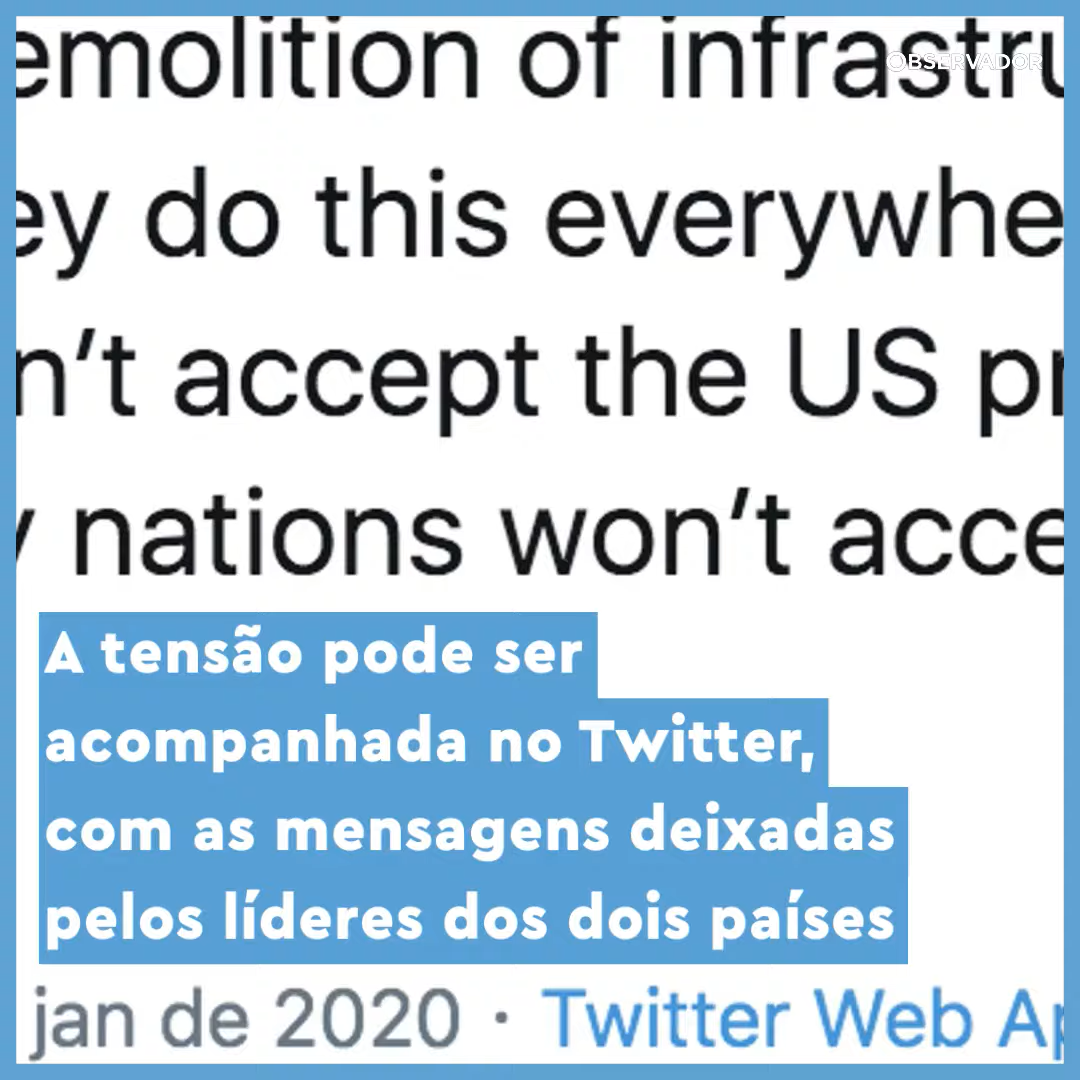 OBSERVADOR
emolition of infrastru
ey do this everywhe
n't accept the US pr
nations won't acce
A tensão pode ser
acompanhada no Twitter,
com as mensagens deixadas
pelos líderes dos dois países
jan de 2020 · Twitter Web Ap